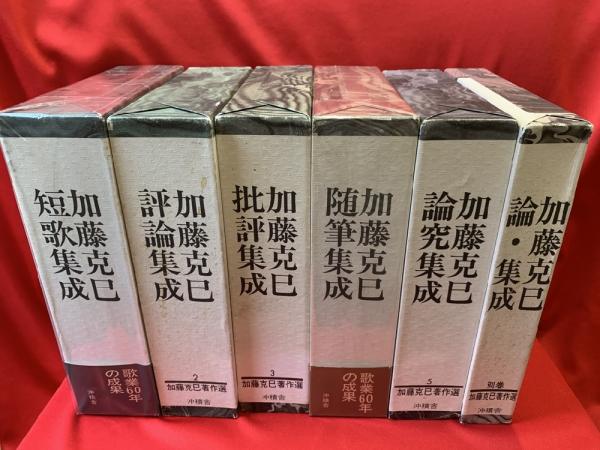 加藤克巳
短歌集成
歌業60年
の成果
沖積舎
加藤克巳
評論集成
2
加藤克巳著作選
沖積舎
加藤克巳
批評集成
3
加藤克巳著作選
沖積舎
加藤克巳
随筆集成
歌業60年
の成果
沖積舎
加藤克巳
論究集成
5
加藤克巳著作選
沖積舎
加藤克巳
論・集成
別巻
加藤克巳著作選
沖積舎